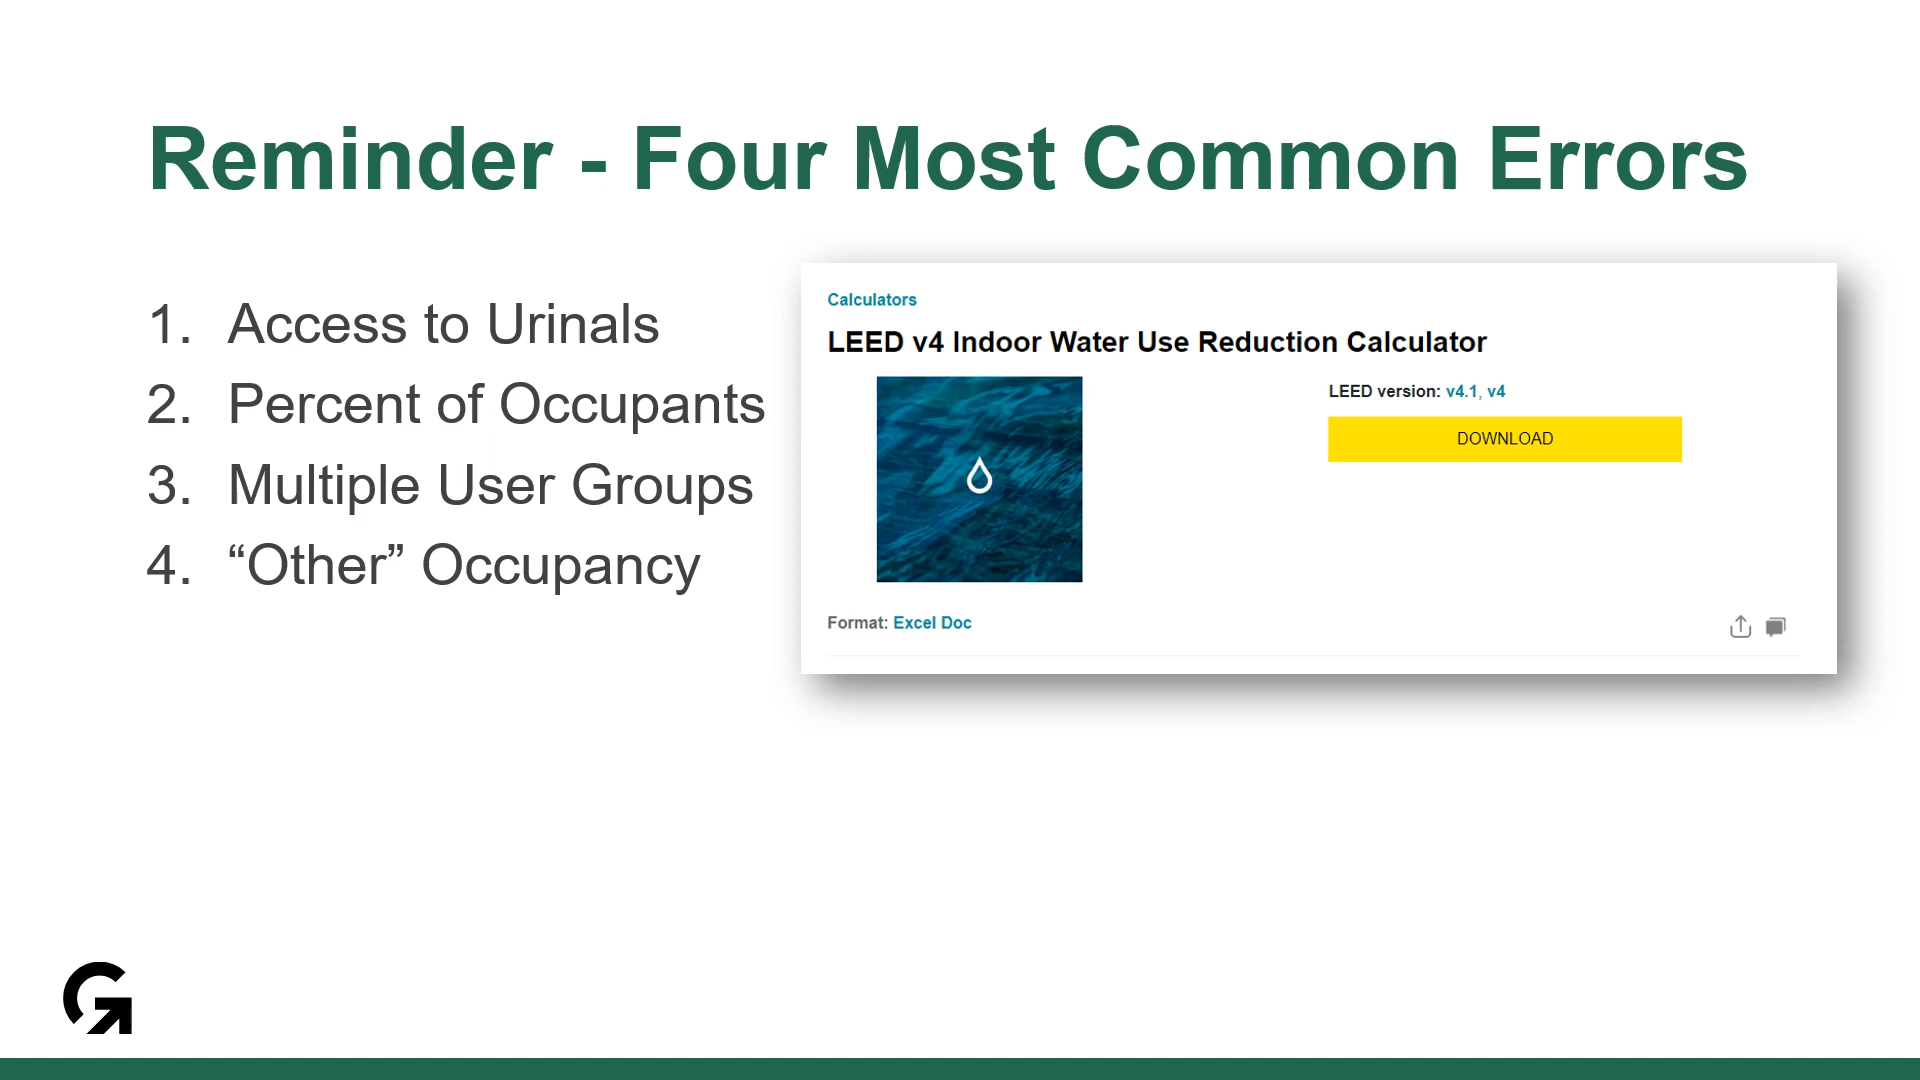 Reminder - Four Most Common Errors
1. Access to Urinals
2. Percent of Occupants
3. Multiple User Groups
4. “Other” Occupancy
Calculators
LEED v4 Indoor Water Use Reduction Calculator
LEED version: v4.1, v4
DOWNLOAD
Format: Excel Doc